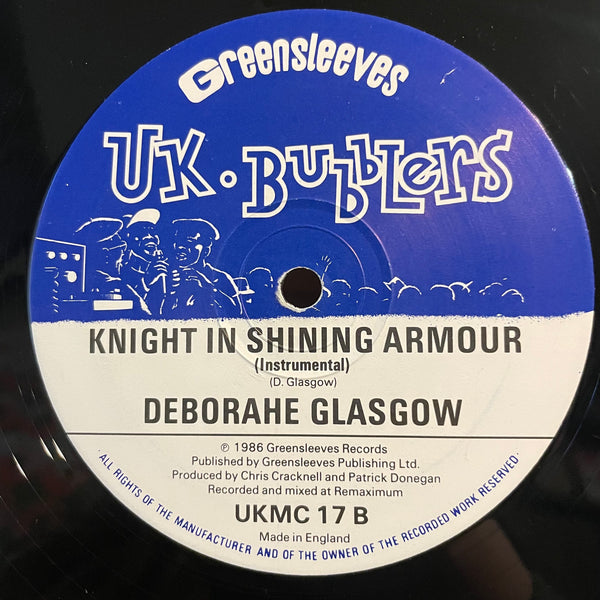 Greensleeves
UK·BUbbLers
KNIGHT IN SHINING ARMOUR
(Instrumental)
(D. Glasgow)
DEBORAHE GLASGOW
℗ 1986 Greensleeves Records
Published by Greensleeves Publishing Ltd.
Produced by Chris Cracknell and Patrick Donegan
Recorded and mixed at Remaximum
UKMC 17 B
Made in England
·ALL RIGHTS OF THE MANUFACTURER AND OF THE OWNER OF THE RECORDED WORK RESERVED·